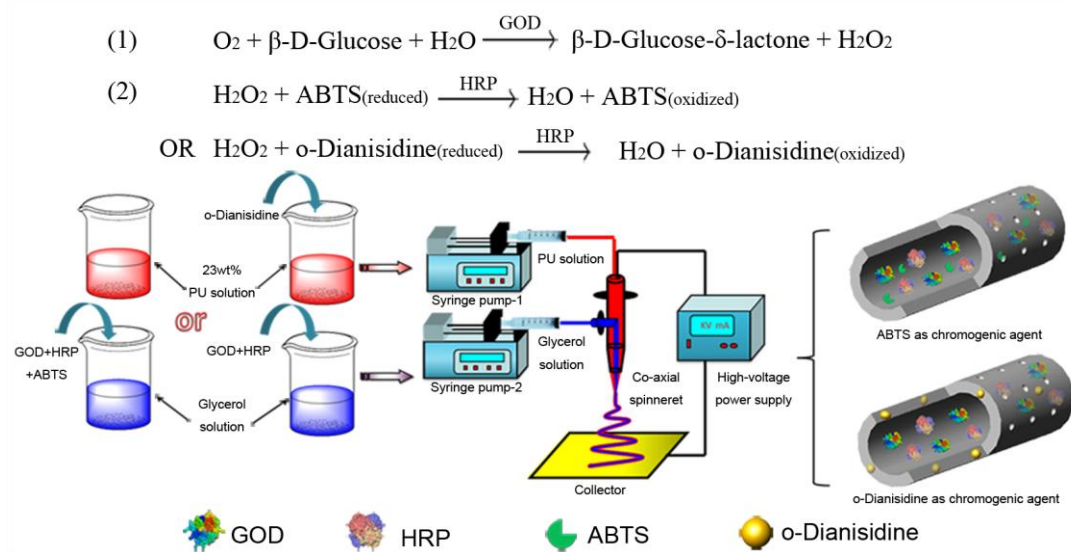 (1) O2 + β-D-Glucose + H2O GOD β-D-Glucose-δ-lactone + H2O2
(2) H2O2 + ABTS(reduced) HRP H2O + ABTS(oxidized)
OR H2O2 + o-Dianisidine(reduced) HRP H2O + o-Dianisidine(oxidized)
o-Dianisidine
23wt%
PU solution
or
GOD+HRP
+ABTS
GOD+HRP
Glycerol
solution
PU solution
Syringe pump-1
Glycerol
solution
Syringe pump-2
Co-axial
spinneret
KV mA
High-voltage
power supply
Collector
ABTS as chromogenic agent
o-Dianisidine as chromogenic agent
GOD HRP ABTS o-Dianisidine